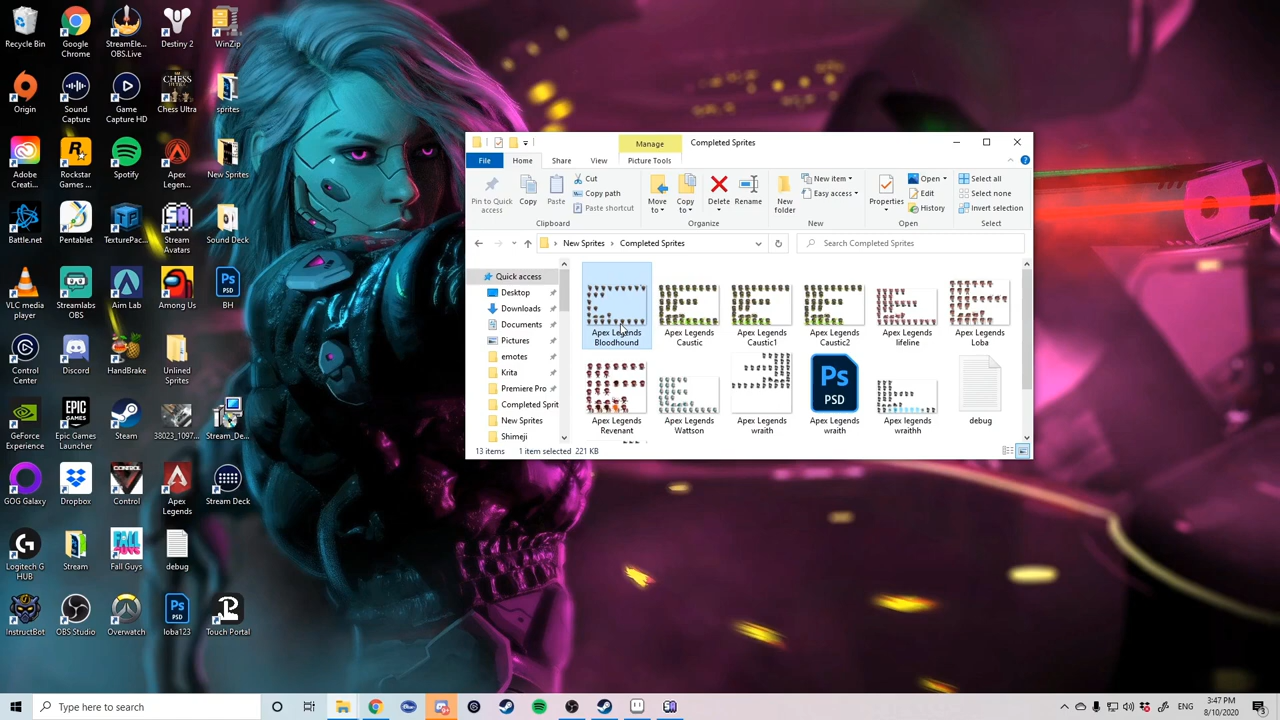 Recycle Bin
Google
Chrome
StreamEle...
OBS.Live
Destiny 2
WinZip
Origin
Sound
Capture
Game
Capture HD
CHESS
ULTRA
Chess Ultra
sprites
Adobe
Creati...
Rockstar
Games ...
Spotify
Apex
Legen...
New Sprites
Battle.net
Pentablet
TexturePac...
Stream
Avatars
Sound Deck
VLC media
player
Streamlabs
OBS
Aim Lab
Among Us
BH
Control
Center
Discord
HandBrake
Unlined
Sprites
GeForce
Experience
Epic Games
Launcher
Steam
38023_1097...
Stream_De...
GOG Galaxy
Dropbox
Control
Apex
Legends
Stream Deck
Logitech G
HUB
Stream
Fall Guys
debug
InstructBot
OBS Studio
Overwatch
loba123
Touch Portal
Manage
Completed Sprites
File
Home
Share
View
Picture Tools
Pin to Quick
access
Copy
Paste
Cut
Copy path
Paste shortcut
Clipboard
Move
to
Copy
to
Delete
Rename
Organize
New
folder
New item
Easy access
New
Properties
Open
Edit
History
Open
Select all
Select none
Invert selection
Select
New Sprites
Completed Sprites
Search Completed Sprites
Quick access
Desktop
Downloads
Documents
Pictures
emotes
Krita
Premiere Pro
Completed Sprit
New Sprites
Shimeji
Apex Legends
Bloodhound
Apex Legends
Caustic
Apex Legends
Caustic1
Apex Legends
Caustic2
Apex Legends
lifeline
Apex Legends
Loba
Apex Legends
Revenant
Apex Legends
Wattson
Apex Legends
wraith
Ps
PSD
Apex Legends
wraith
Apex legends
wraithh
debug
13 items
1 item selected
221 KB
Type here to search
ENG
3:47 PM
8/10/2020